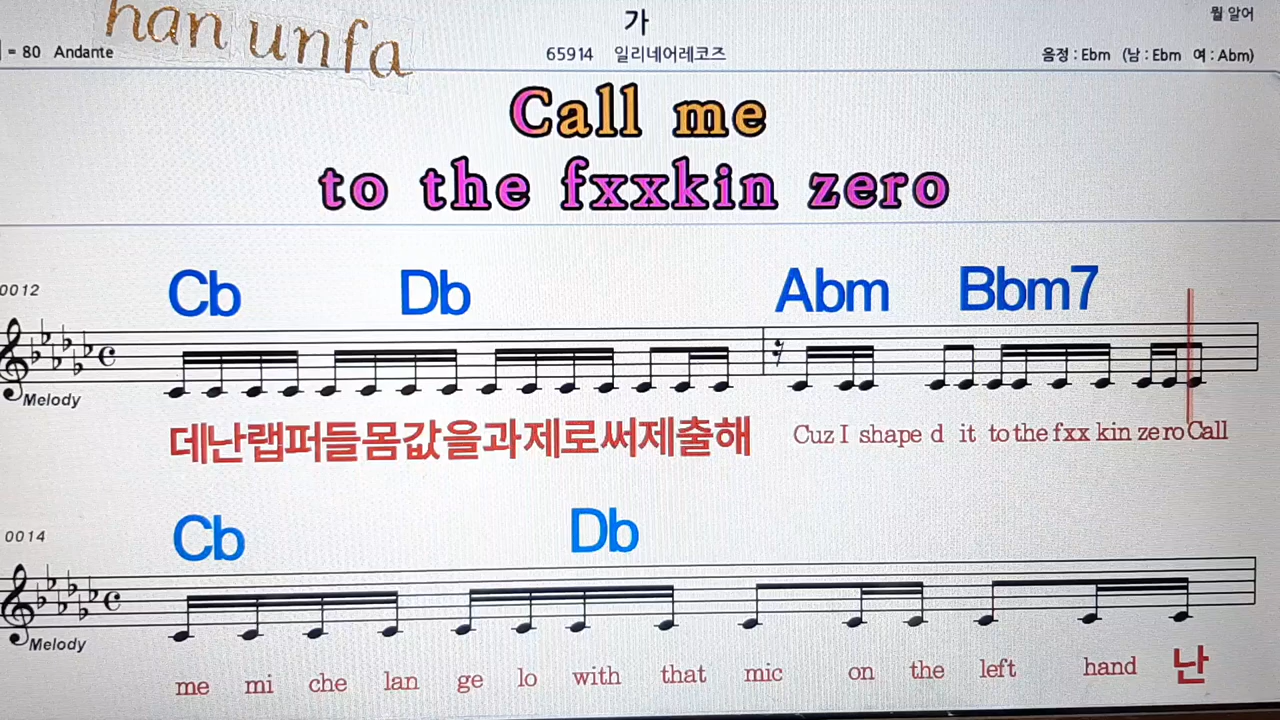 han unfa
가
뭘 알어
= 80 Andante
65914 일리네어레코즈
음정 : Ebm (남 : Ebm 여 : Abm)
Call me
to the fxxkin zero
0012
Cb Db Abm Bbm7
Melody
데난랩퍼들몸값을과제로써제출해 Cuz I shape d it to the fxx kin ze ro Call
0014
Cb Db
Melody
me mi che lan ge lo with that mic on the left hand 난